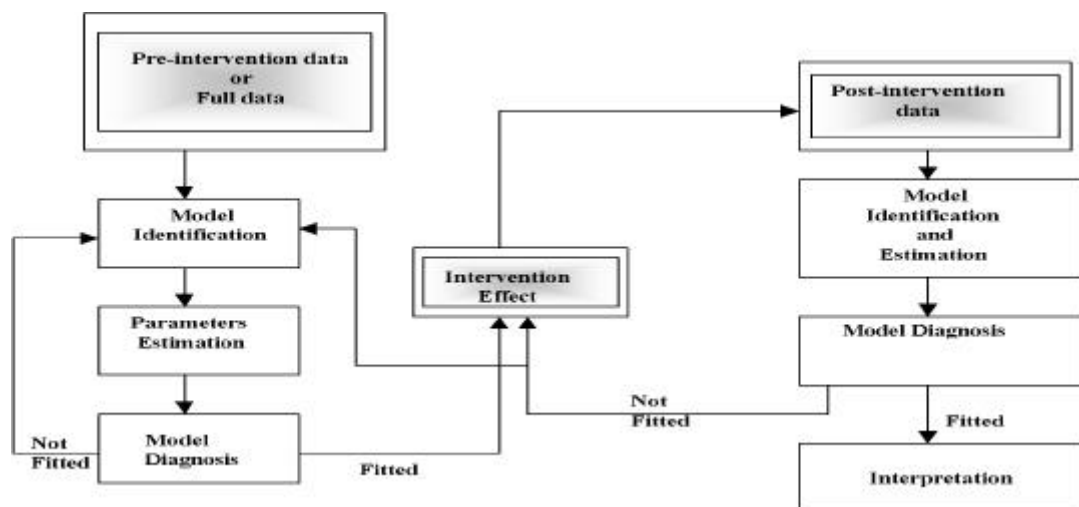 Pre-intervention data
or
Full data
Model
Identification
Parameters
Estimation
Model
Diagnosis
Not
Fitted
Fitted
Intervention
Effect
Post-intervention
data
Model
Identification
and
Estimation
Model Diagnosis
Not
Fitted
Fitted
Interpretation